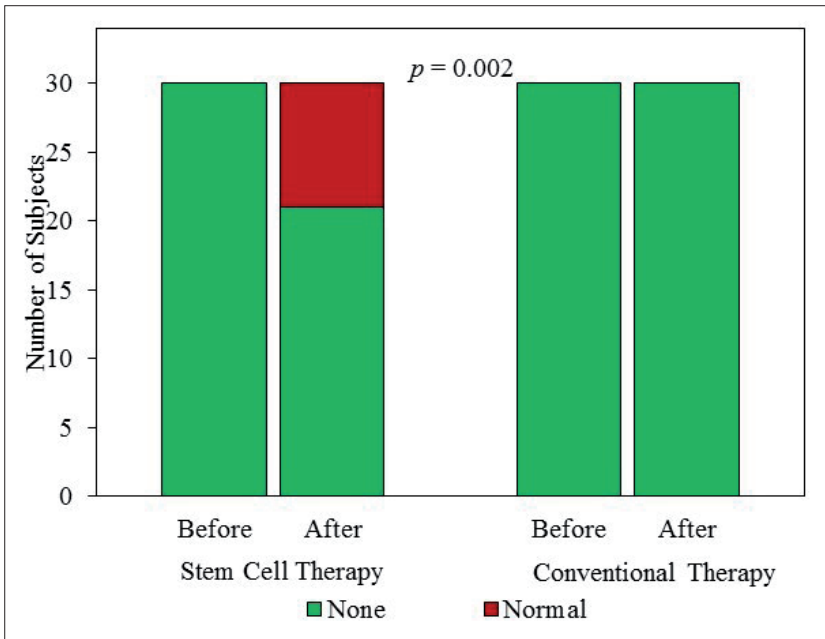 p = 0.002
Number of Subjects
30
25
20
15
10
5
0
Before After Before After
Stem Cell Therapy Conventional Therapy
None Normal